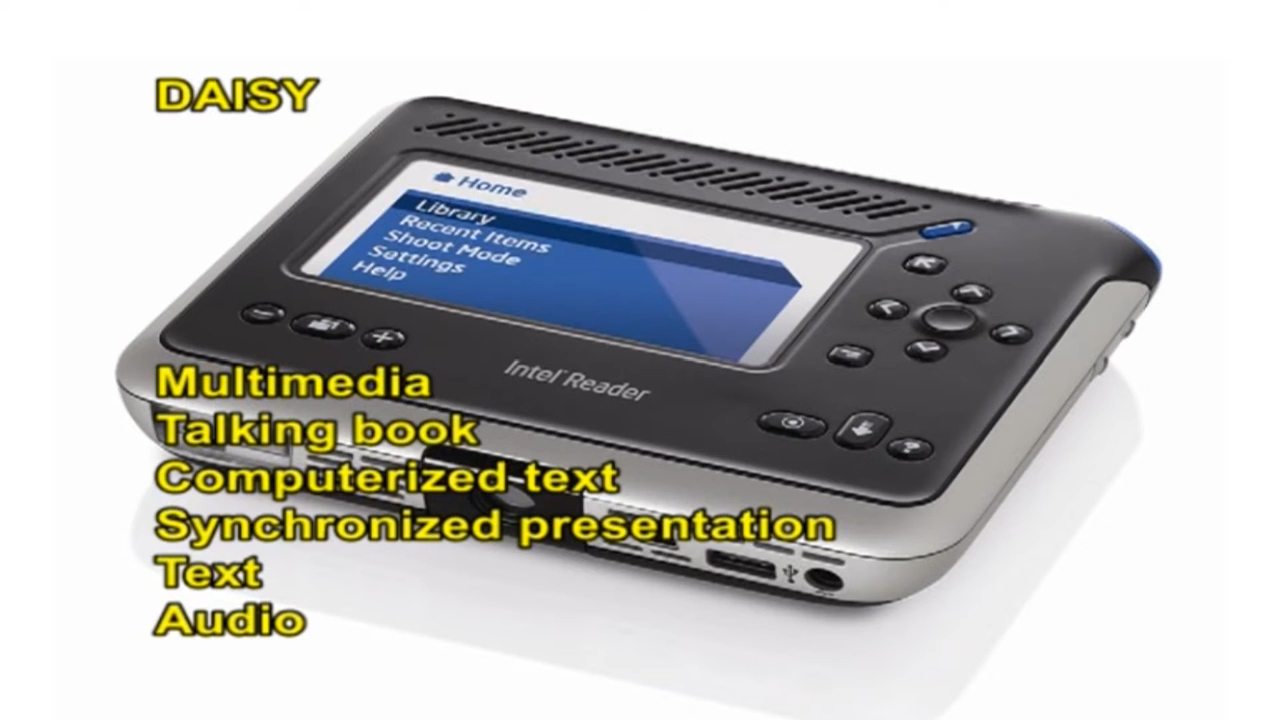 DAISY
Home
Library
Recent Items
Shoot Mode
Settings
Help
Intel Reader
Multimedia
Talking book
Computerized text
Synchronized presentation
Text
Audio